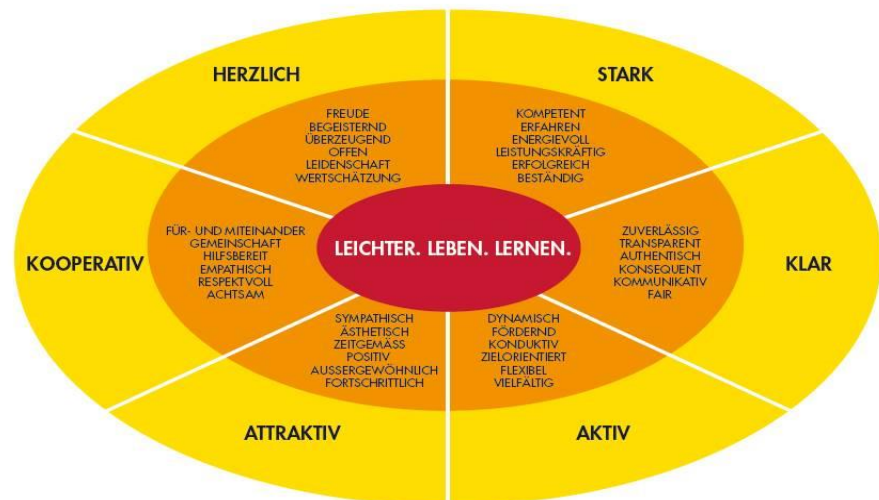 HERZLICH
FREUDE
BEGEISTERND
ÜBERZEUGEND
OFFEN
LEIDENSCHAFT
WERTSCHÄTZUNG
STARK
KOMPETENT
ERFAHREN
ENERGIEVOLL
LEISTUNGSKRÄFTIG
ERFOLGREICH
BESTÄNDIG
KOOPERATIV
FÜR- UND MITEINANDER
GEMEINSCHAFT
HILFSBEREIT
EMPATHISCH
RESPEKTVOLL
ACHTSAM
LEICHTER. LEBEN. LERNEN.
ZUVERLÄSSIG
TRANSPARENT
AUTHENTISCH
KONSEQUENT
KOMMUNIKATIV
FAIR
KLAR
SYMPATHISCH
ÄSTHETISCH
ZEITGEMÄSS
POSITIV
AUSSERGEWÖHNLICH
FORTSCHRITTLICH
ATTRAKTIV
DYNAMISCH
FÖRDERND
KONDUKTIV
ZIELORIENTIERT
FLEXIBEL
VIELFÄLTIG
AKTIV